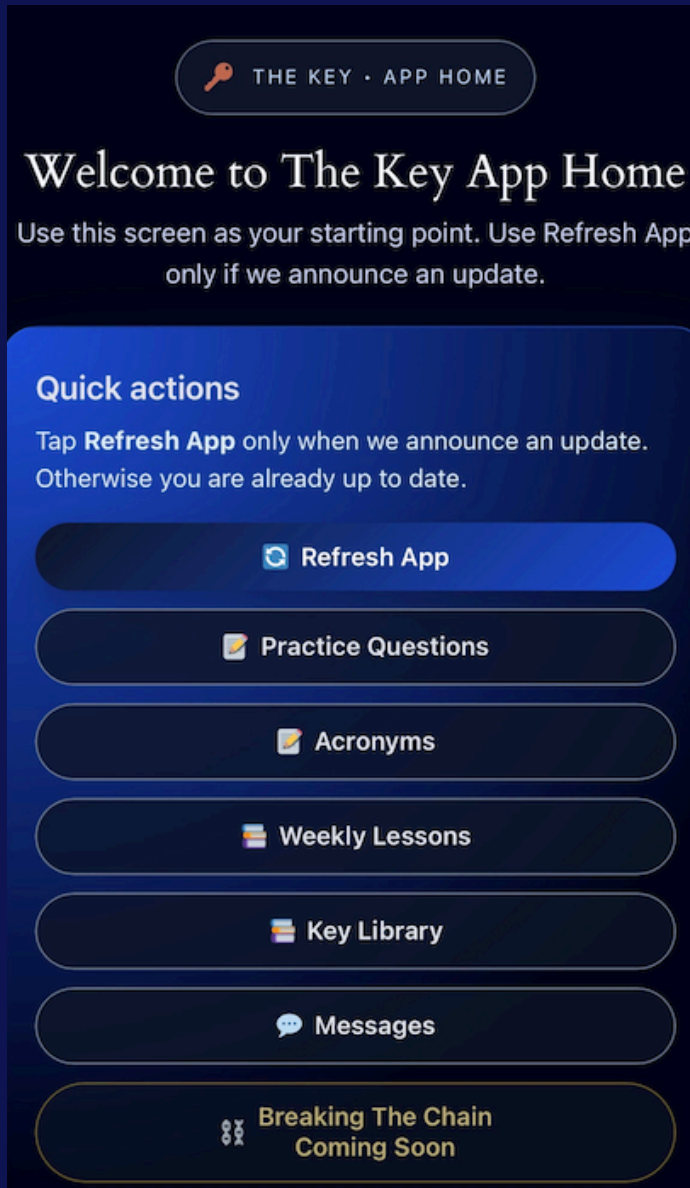 THE KEY • APP HOME
Welcome to The Key App Home
Use this screen as your starting point. Use Refresh App
only if we announce an update.
Quick actions
Tap Refresh App only when we announce an update.
Otherwise you are already up to date.
Refresh App
Practice Questions
Acronyms
Weekly Lessons
Key Library
Messages
Breaking The Chain
Coming Soon